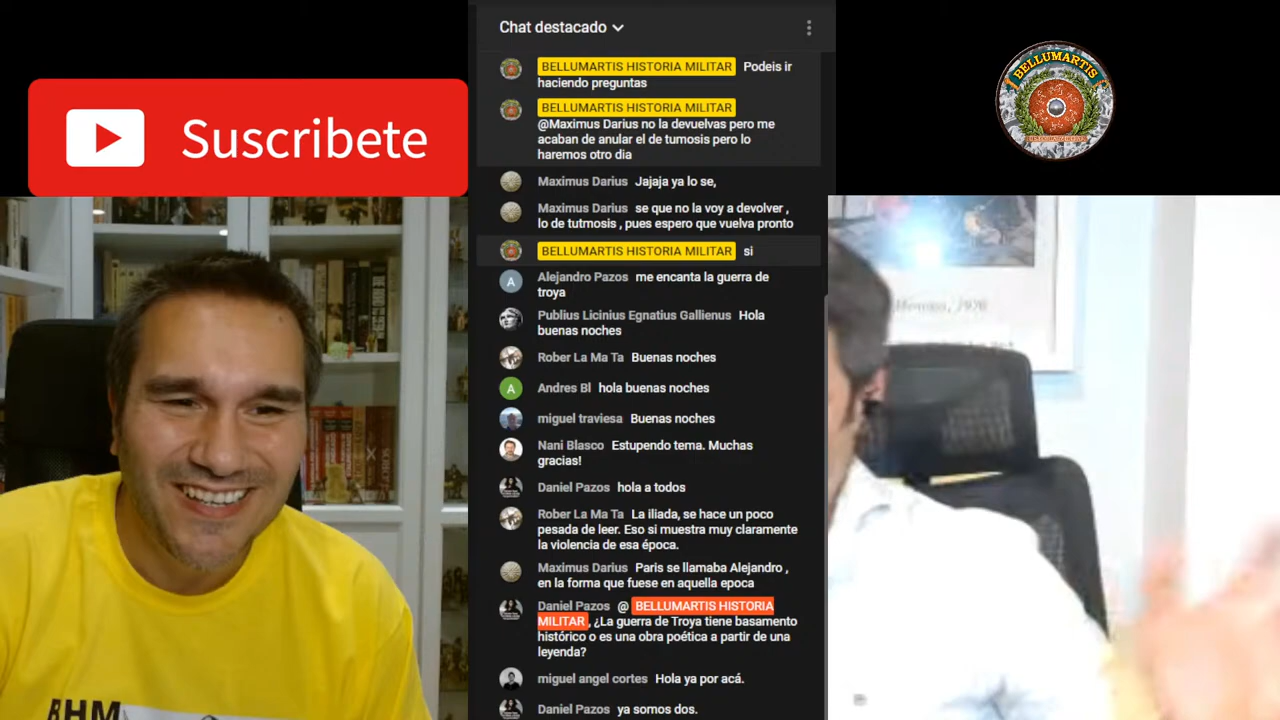 Suscribete
Chat destacado
BELLUMARTIS HISTORIA MILITAR Podeis ir
haciendo preguntas
BELLUMARTIS HISTORIA MILITAR
@Maximus Darius no la devuelvas pero me
acaban de anular el de tumosis pero lo
haremos otro dia
Maximus Darius Jajaja ya lo se,
Maximus Darius se que no la voy a devolver ,
lo de tutmosis , pues espero que vuelva pronto
BELLUMARTIS HISTORIA MILITAR si
A Alejandro Pazos me encanta la guerra de
troya
Publius Licinius Egnatius Gallienus Hola
buenas noches
Rober La Ma Ta Buenas noches
A Andres Bl hola buenas noches
miguel traviesa Buenas noches
Nani Blasco Estupendo tema. Muchas
gracias!
Daniel Pazos hola a todos
Rober La Ma Ta La iliada, se hace un poco
pesada de leer. Eso si muestra muy claramente
la violencia de esa época.
Maximus Darius Paris se llamaba Alejandro ,
en la forma que fuese en aquella epoca
Daniel Pazos @ BELLUMARTIS HISTORIA
MILITAR, ¿La guerra de Troya tiene basamento
histórico o es una obra poética a partir de una
leyenda?
miguel angel cortes Hola ya por acá.
Daniel Pazos ya somos dos.
BELLUMARTIS
BHM